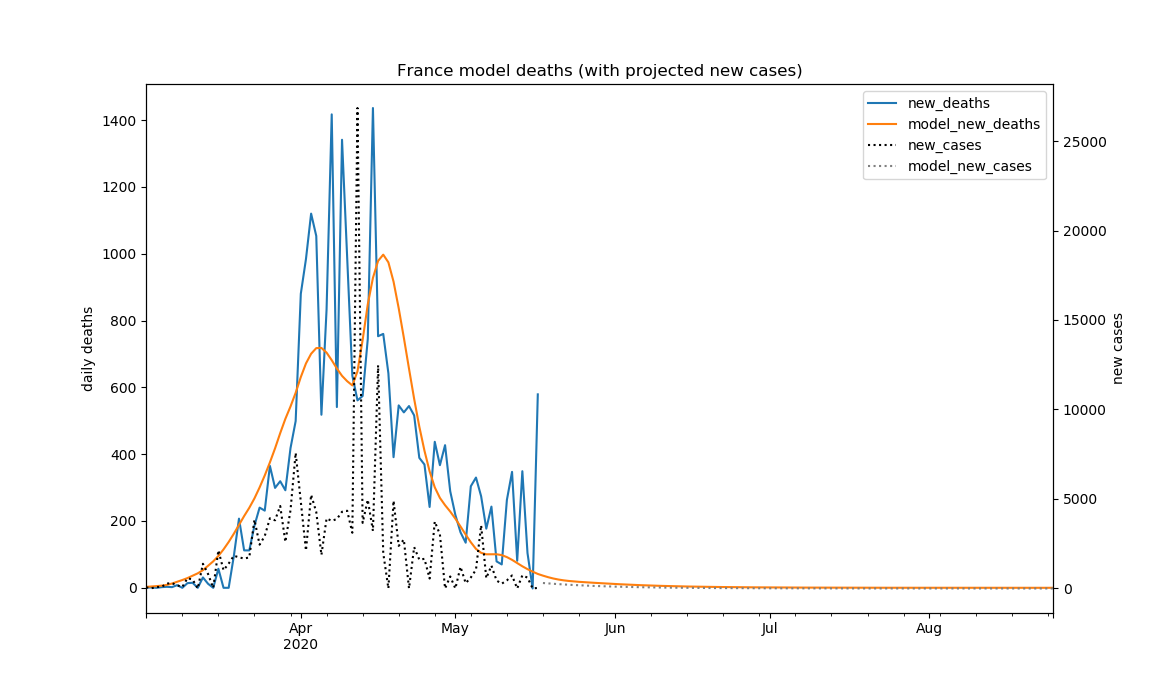 France model deaths (with projected new cases)
new_deaths
model_new_deaths
new_cases
model_new_cases
1400
1200
1000
800
600
400
200
0
daily deaths
25000
20000
15000
10000
5000
0
new cases
Apr
2020
May
Jun
Jul
Aug